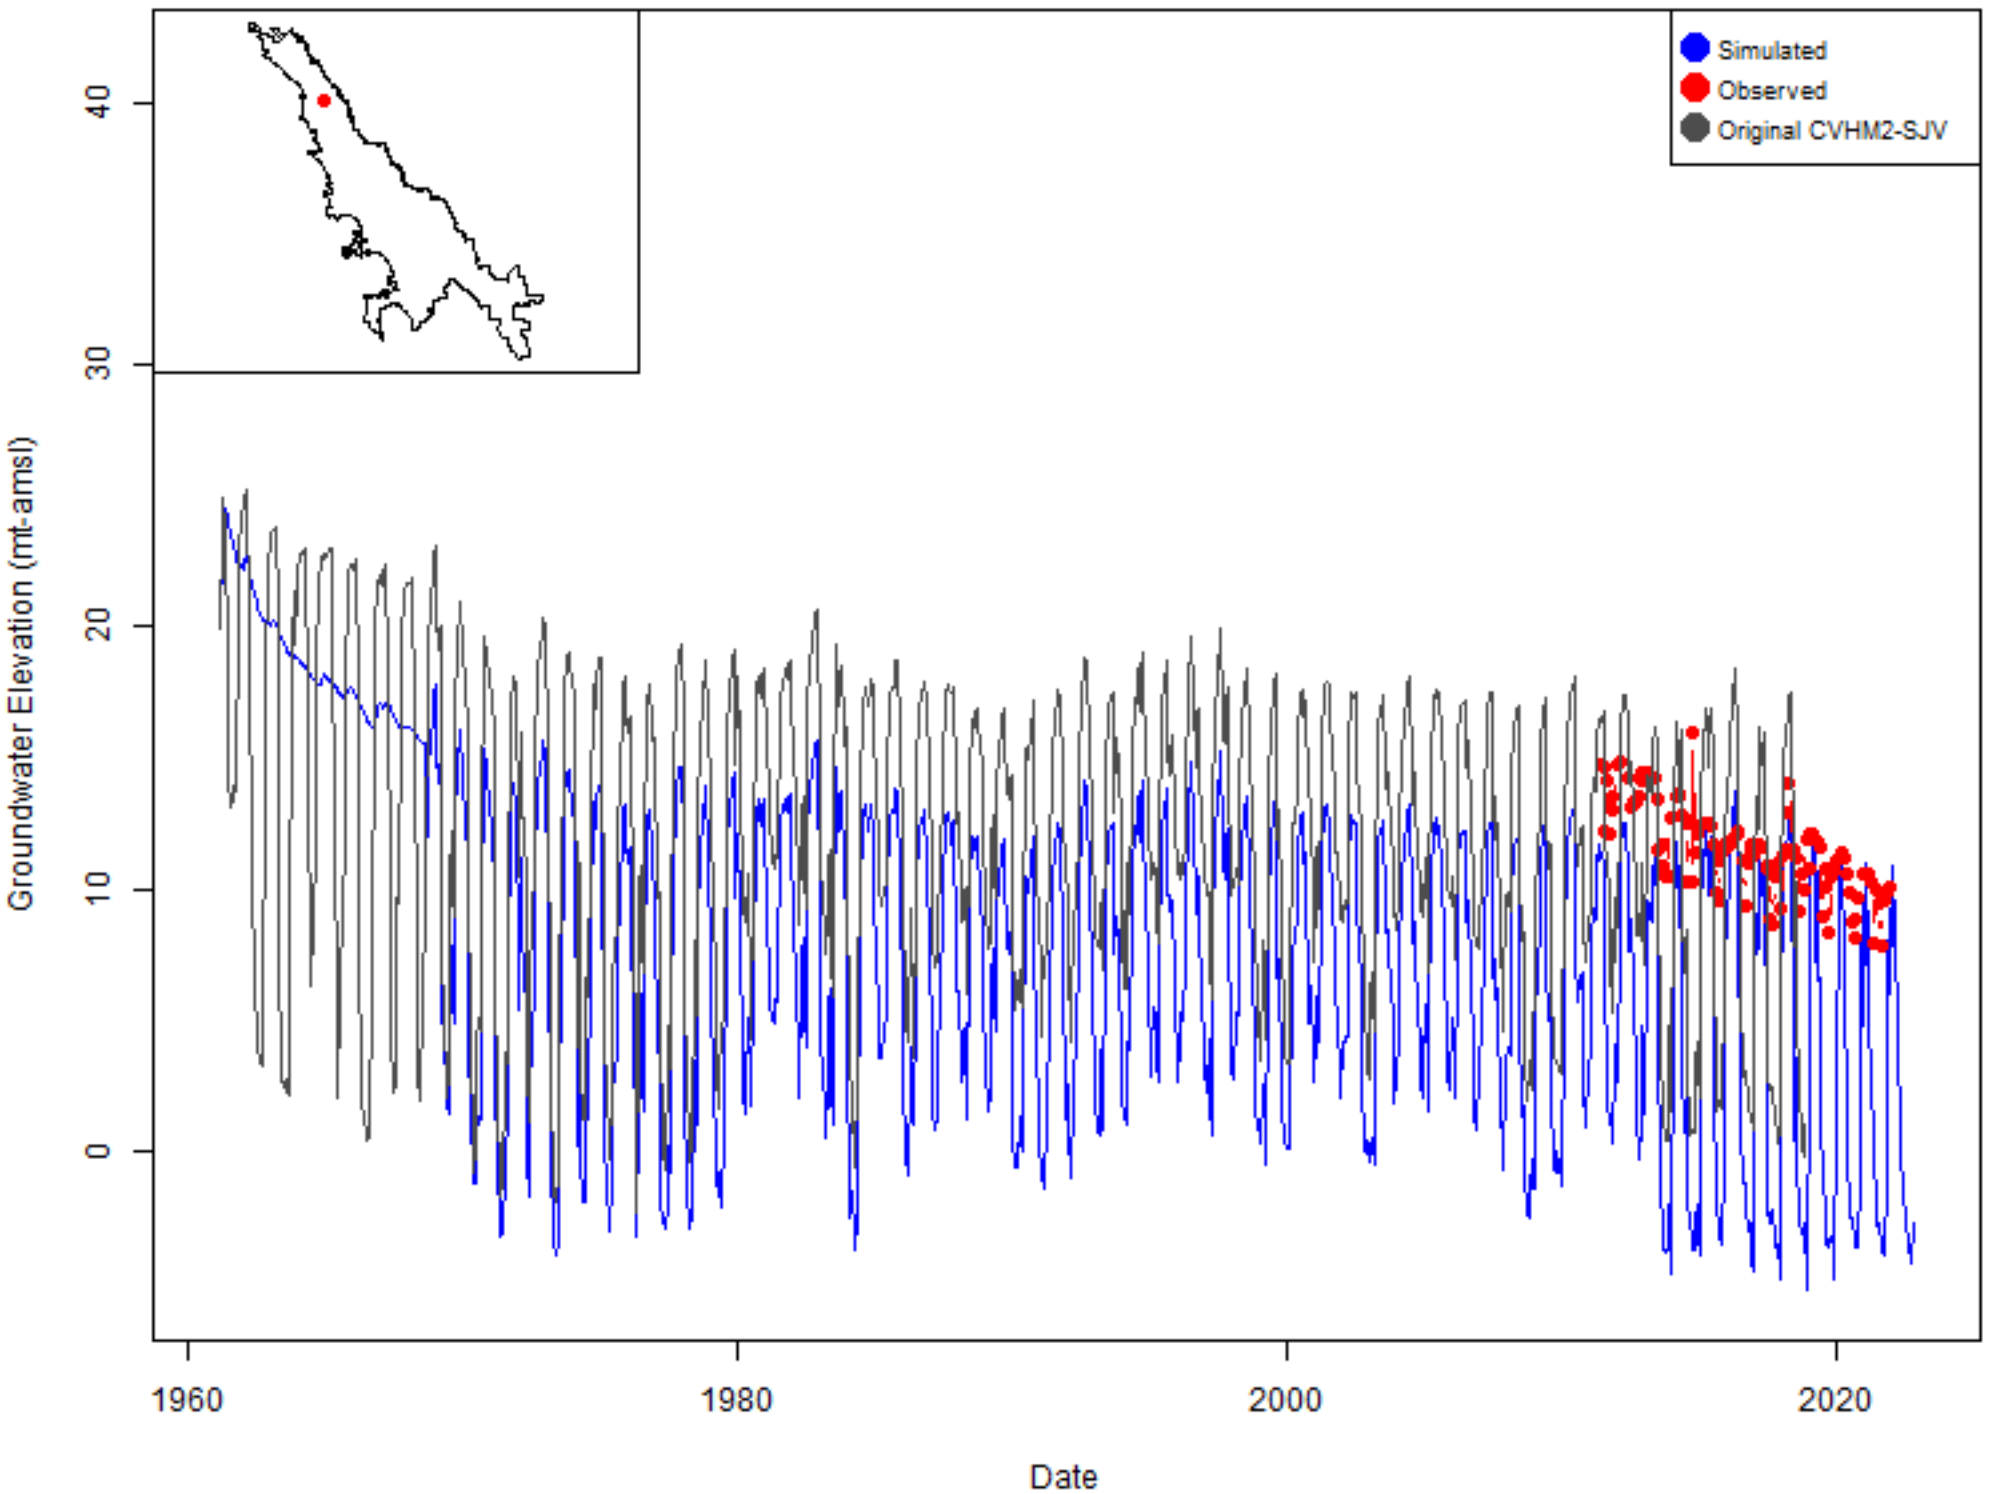 Simulated
Observed
Original CVHM2-SJV
Groundwater Elevation (mt-amsl)
40
30
20
10
0
1960
1980
2000
2020
Date